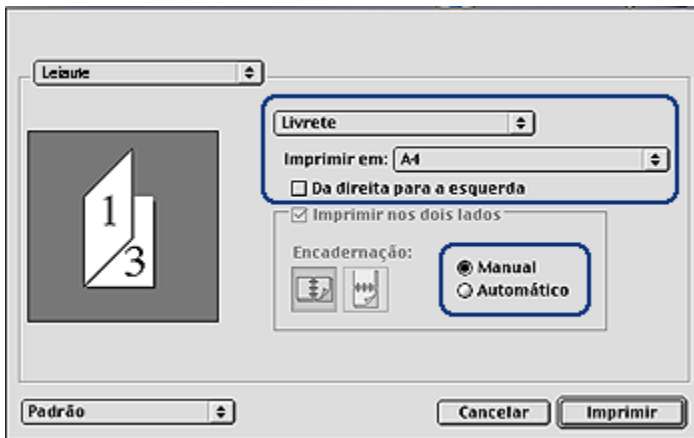 Leiaute
Livrete
Imprimir em: A4
Da direita para a esquerda
Imprimir nos dois lados
Encadernação:
Manual
Automático
1
3
Padrão
Cancelar
Imprimir